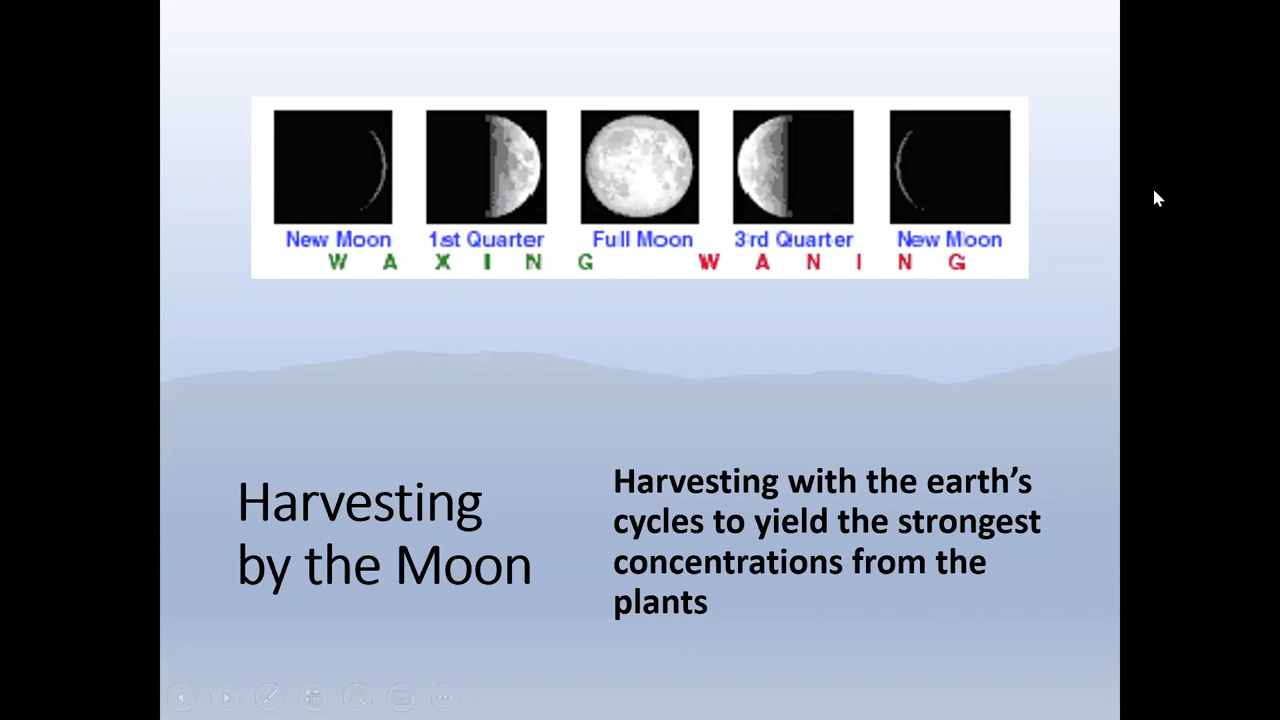 New Moon 1st Quarter Full Moon 3rd Quarter New Moon
W A X I N G W A N I N G
Harvesting
by the Moon
Harvesting with the earth’s
cycles to yield the strongest
concentrations from the
plants